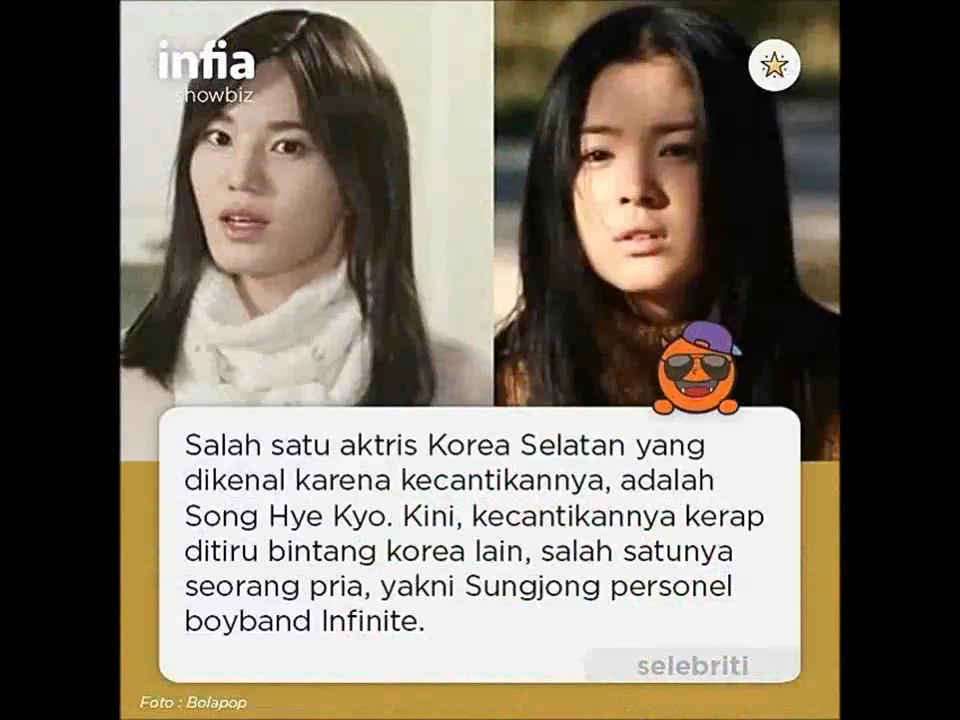 infia
showbiz
Salah satu aktris Korea Selatan yang
dikenal karena kecantikannya, adalah
Song Hye Kyo. Kini, kecantikannya kerap
ditiru bintang korea lain, salah satunya
seorang pria, yakni Sungjong personel
boyband Infinite.
selebriti
Foto : Bolapop